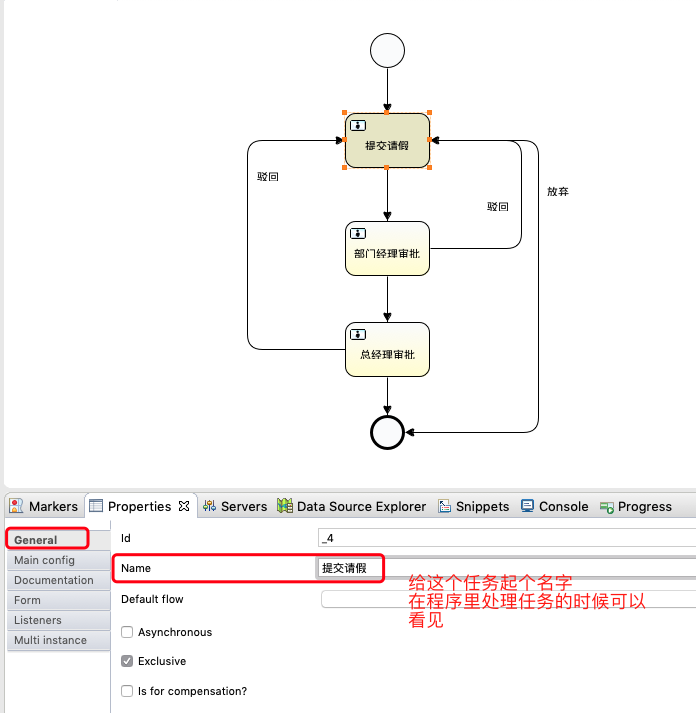 提交请假
驳回
放弃
驳回
部门经理审批
总经理审批
Markers Properties Servers Data Source Explorer Snippets Console Progress
General
Id _4
Main config
Name 提交请假
Documentation
给这个任务起个名字
在程序里处理任务的时候可以
看见
Form
Default flow
Listeners
Multi instance
Asynchronous
Exclusive
Is for compensation?